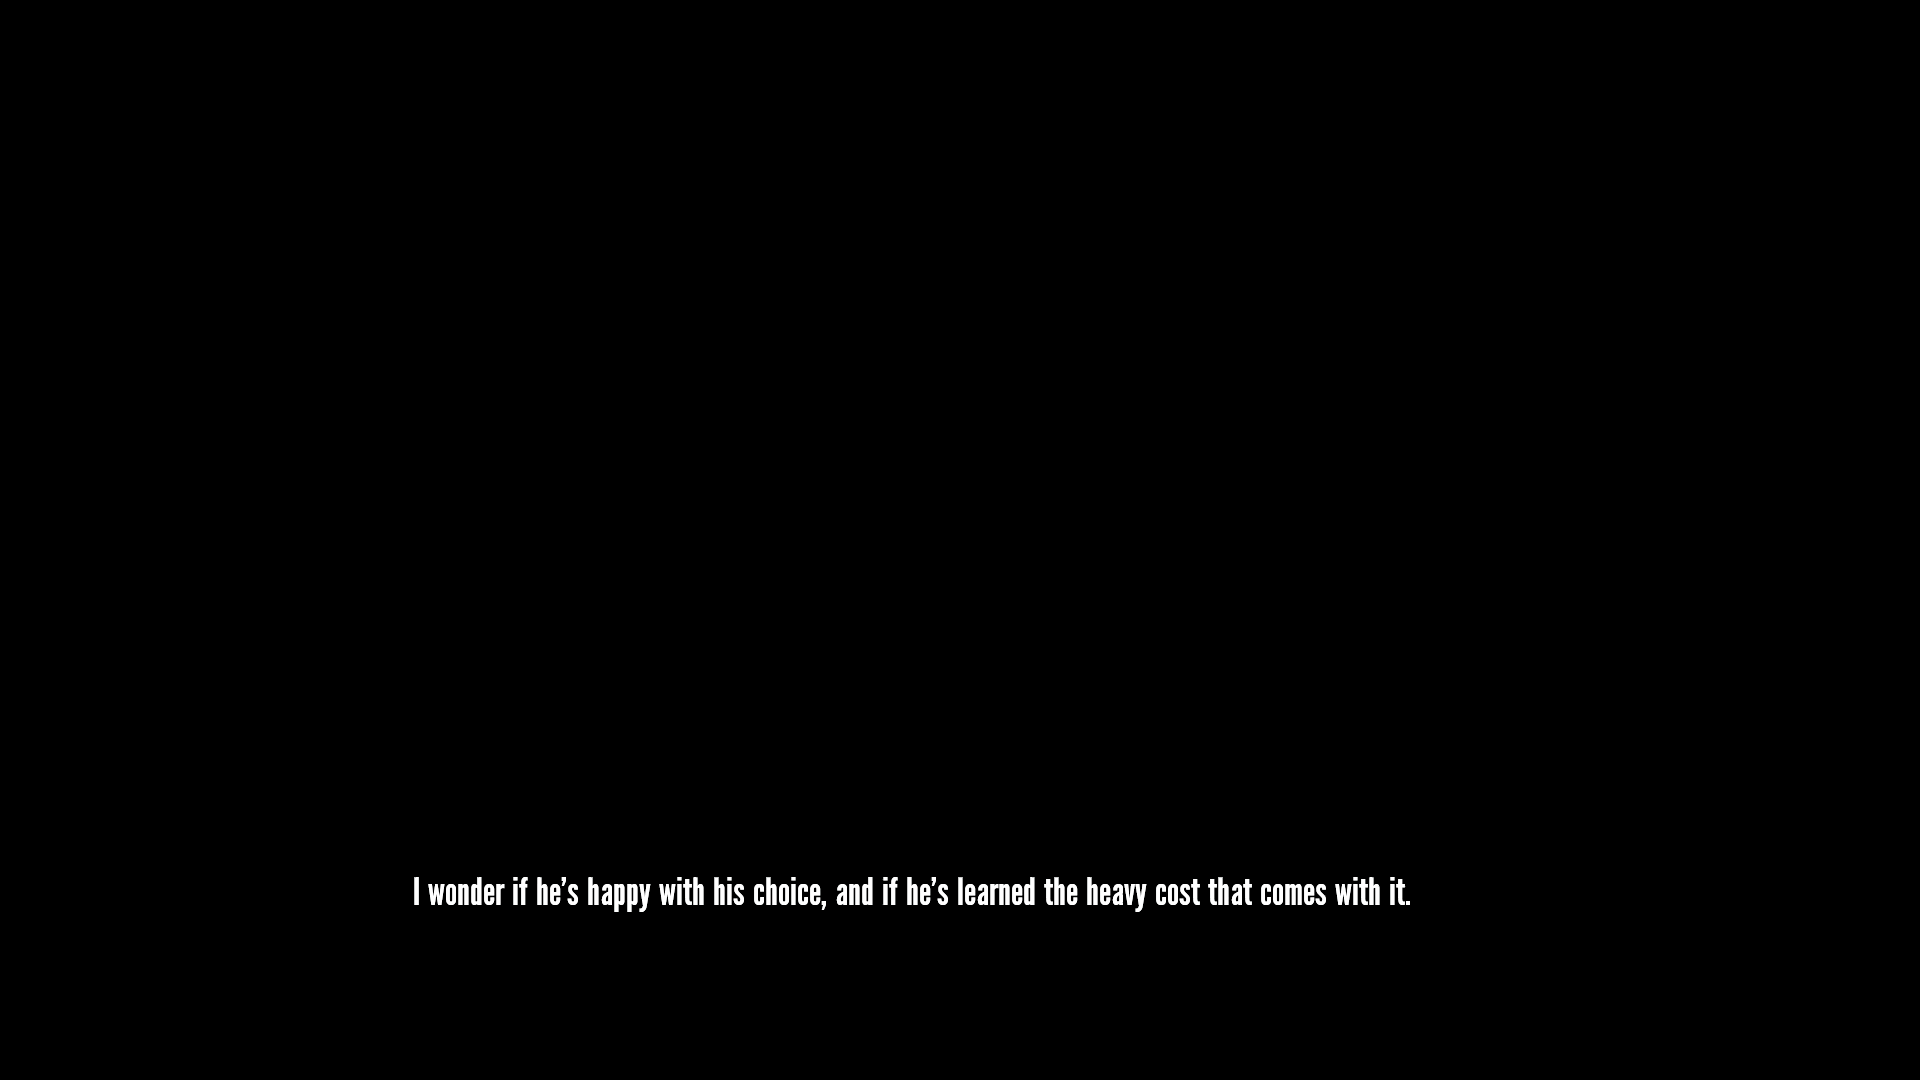 I wonder if he’s happy with his choice, and if he’s learned the heavy cost that comes with it.